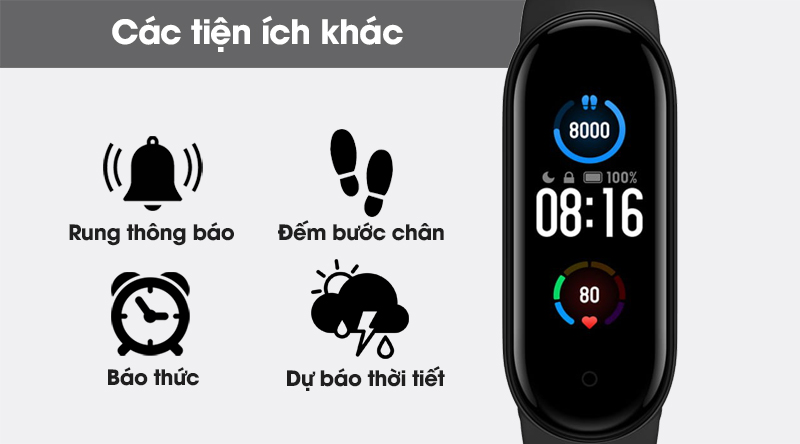 Các tiện ích khác
Rung thông báo
Đếm bước chân
Báo thức
Dự báo thời tiết
8000
100%
08:16
80